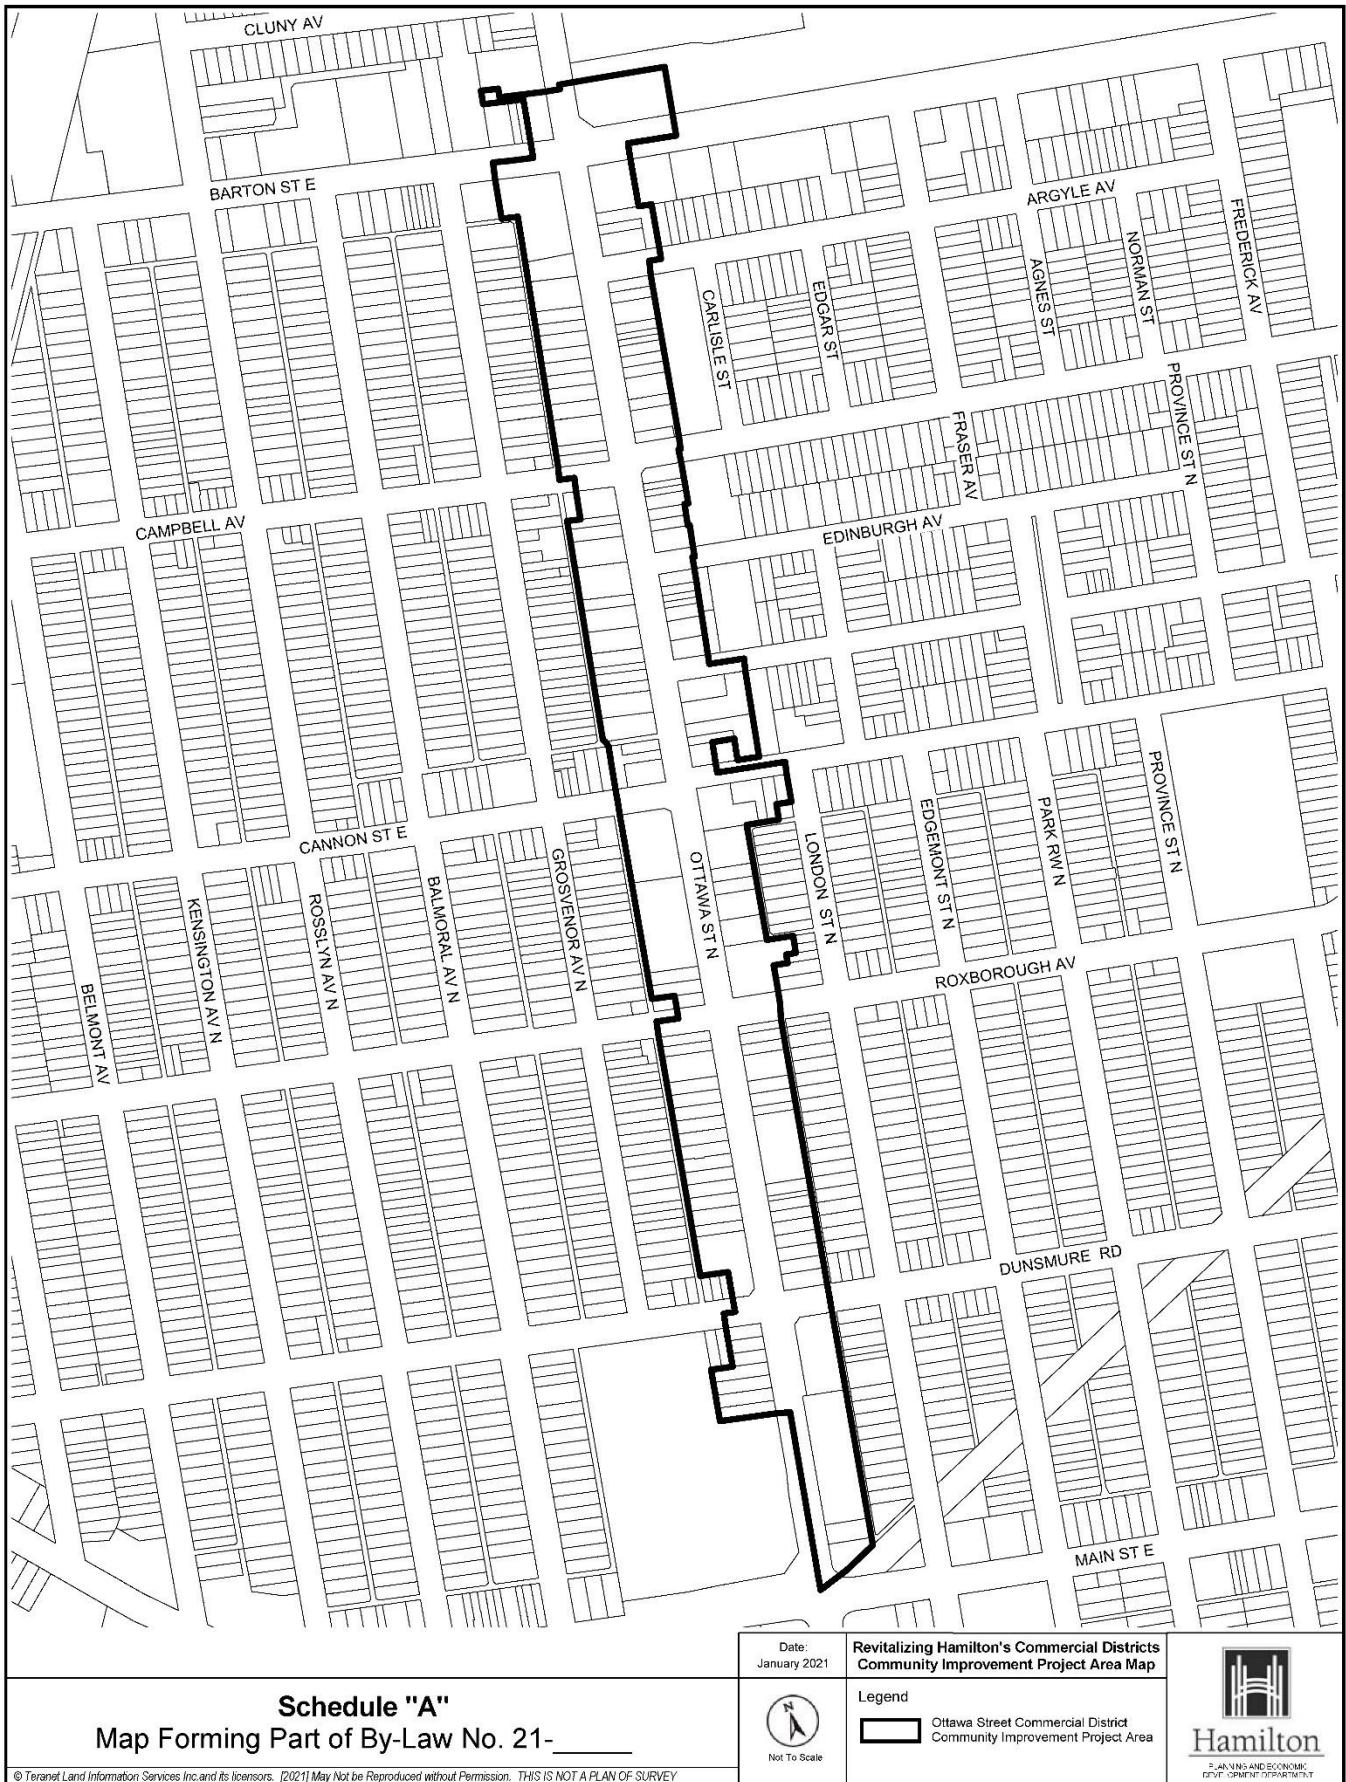 CLUNY AV
BARTON ST E
ARGYLE AV
FREDERICK AV
NORMAN ST
AGNES ST
EDGAR ST
CARLISLE ST
PROVINCE ST N
FRASER AV
CAMPBELL AV
EDINBURGH AV
CANNON ST E
PROVINCE ST N
PARK RW N
EDGEMONT ST N
LONDON ST N
OTTAWA ST N
GROSVENOR AV N
BALMORAL AV N
ROSSLYN AV N
KENSINGTON AV N
BELMONT AV
ROXBOROUGH AV
DUNSMURE RD
MAIN ST E
Schedule "A"
Map Forming Part of By-Law No. 21-______
© Teranet Land Information Services Inc.and its licensors. [2021] May Not be Reproduced without Permission. THIS IS NOT A PLAN OF SURVEY
Date:
January 2021
N
Not To Scale
Revitalizing Hamilton's Commercial Districts
Community Improvement Project Area Map
Legend
Ottawa Street Commercial District
Community Improvement Project Area
Hamilton
PLANNING AND ECONOMIC
DEVELOPMENT DEPARTMENT